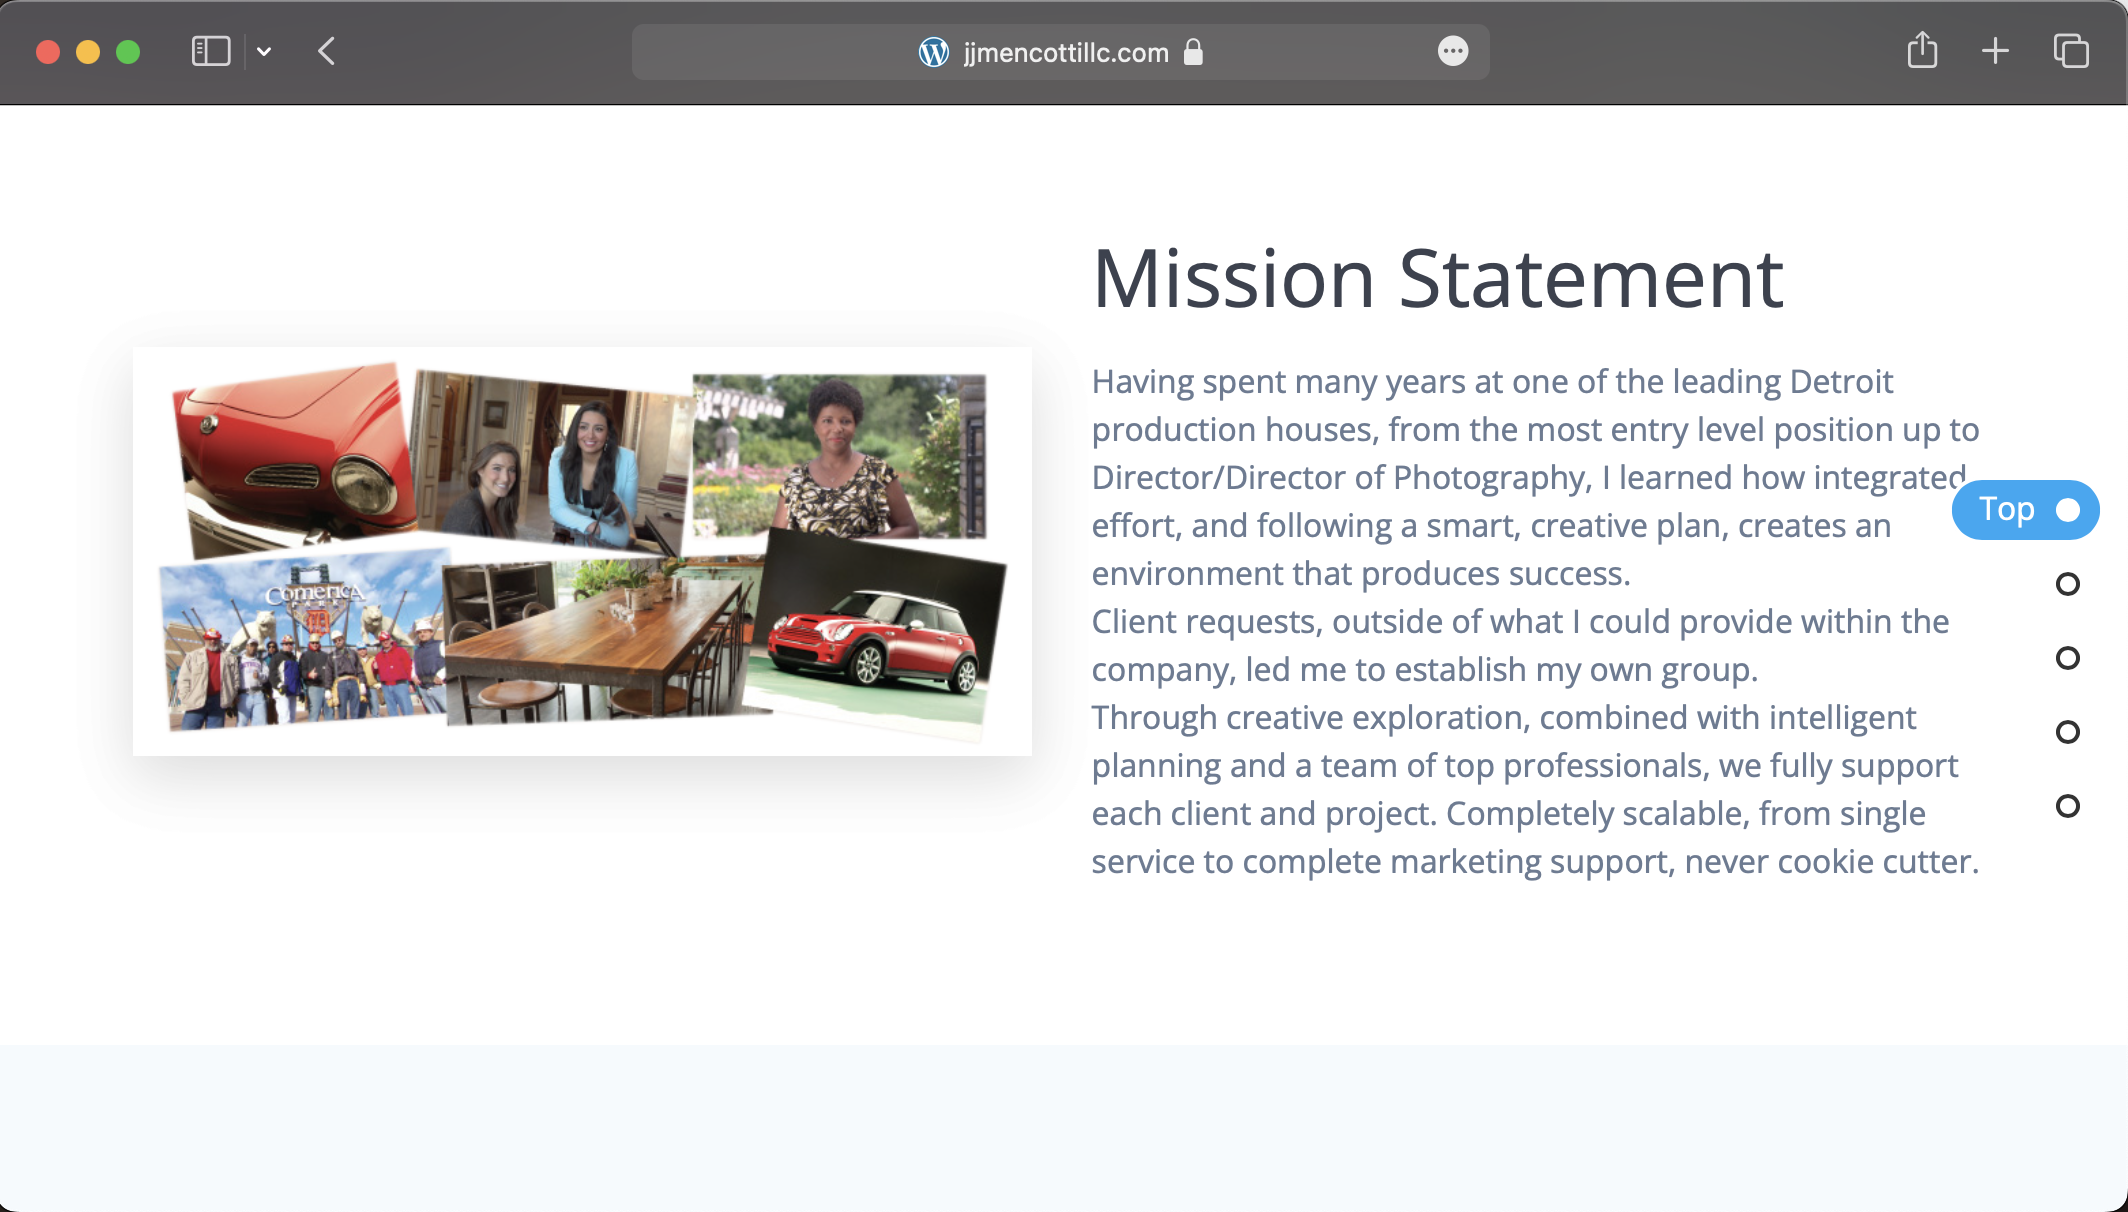 jjmencottillc.com
Mission Statement
Having spent many years at one of the leading Detroit
production houses, from the most entry level position up to
Director/Director of Photography, I learned how integrated
effort, and following a smart, creative plan, creates an
environment that produces success.
Client requests, outside of what I could provide within the
company, led me to establish my own group.
Through creative exploration, combined with intelligent
planning and a team of top professionals, we fully support
each client and project. Completely scalable, from single
service to complete marketing support, never cookie cutter.
Top
COMERICA
PARK